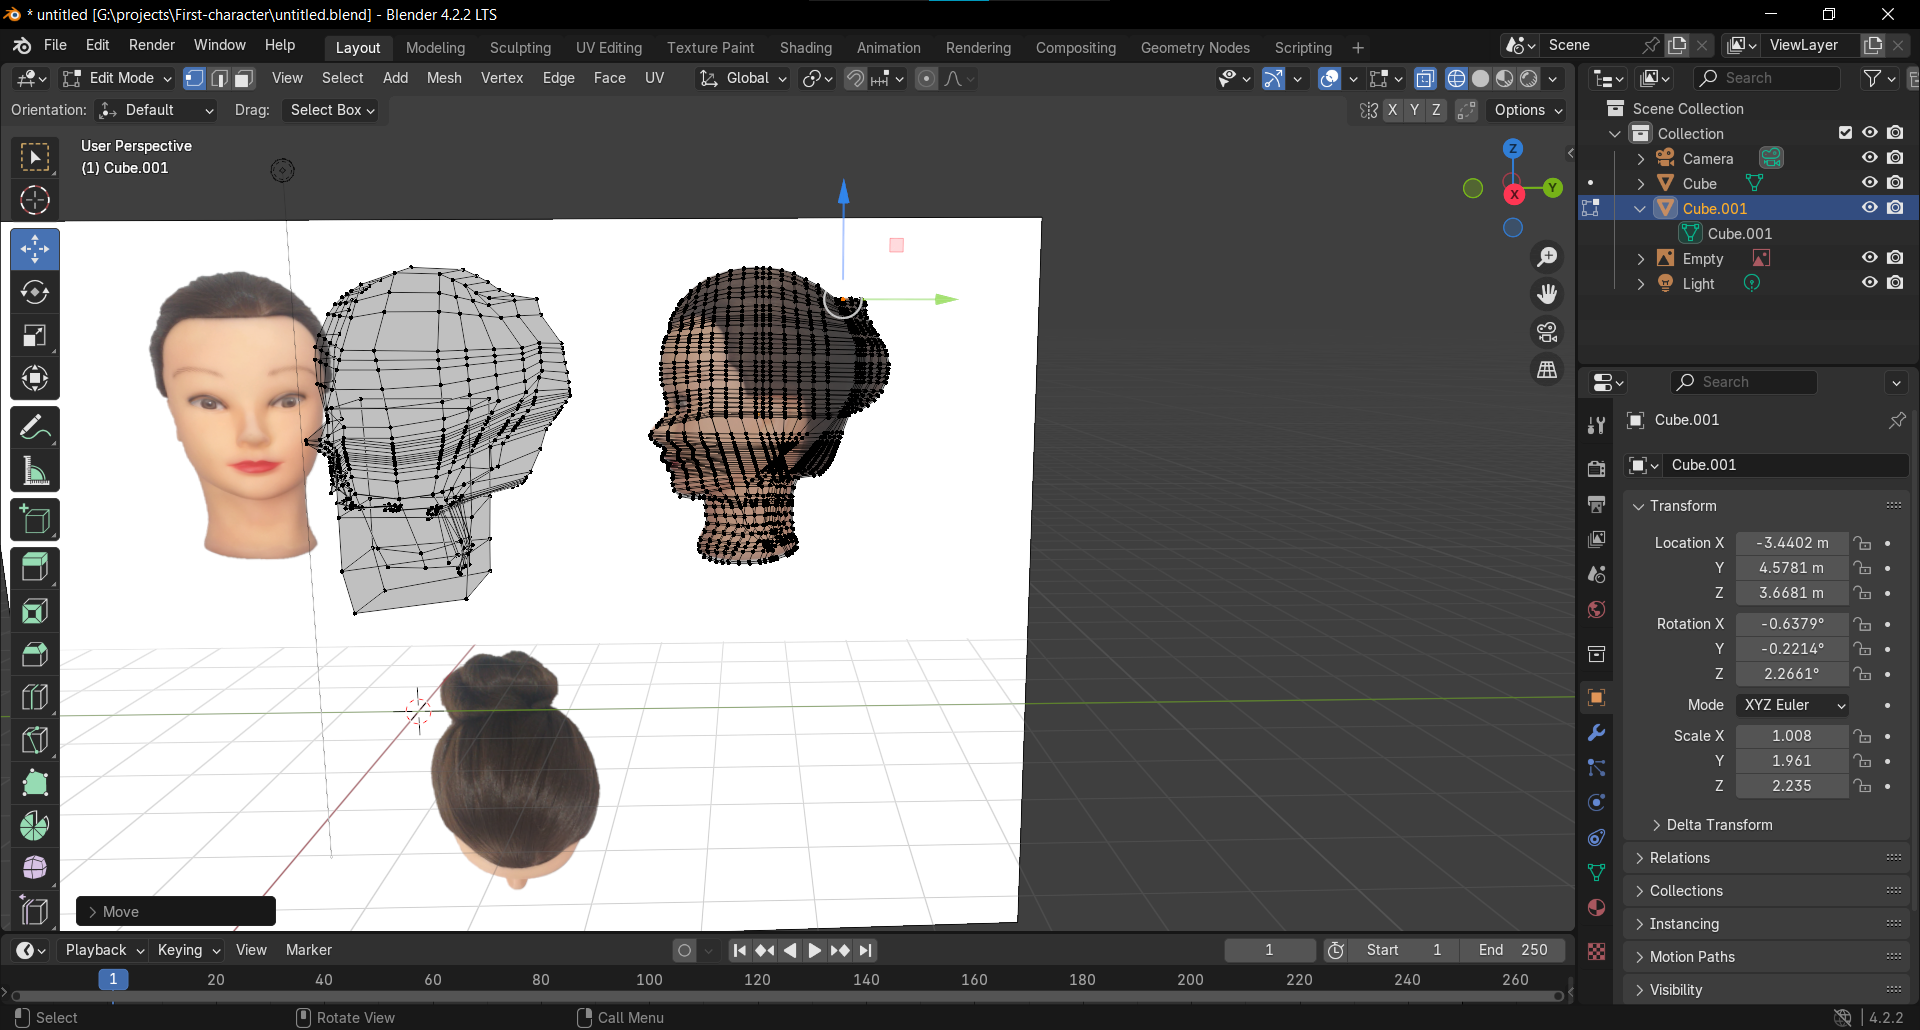 * untitled [G:\projects\First-character\untitled.blend] - Blender 4.2.2 LTS
File Edit Render Window Help Layout Modeling Sculpting UV Editing Texture Paint Shading Animation Rendering Compositing Geometry Nodes Scripting + Scene ViewLayer
Edit Mode View Select Add Mesh Vertex Edge Face UV Global Search
Orientation: Default Drag: Select Box X Y Z Options
User Perspective
(1) Cube.001
Z
Y
X
Scene Collection
Collection
Camera
Cube
Cube.001
Cube.001
Empty
Light
Search
Cube.001
Cube.001
Transform
Location X -3.4402 m
Y 4.5781 m
Z 3.6681 m
Rotation X -0.6379°
Y -0.2214°
Z 2.2661°
Mode XYZ Euler
Scale X 1.008
Y 1.961
Z 2.235
Delta Transform
Relations
Collections
Instancing
Motion Paths
Visibility
Move
Playback Keying View Marker 1 Start 1 End 250
1 20 40 60 80 100 120 140 160 180 200 220 240 260
Select Rotate View Call Menu 4.2.2